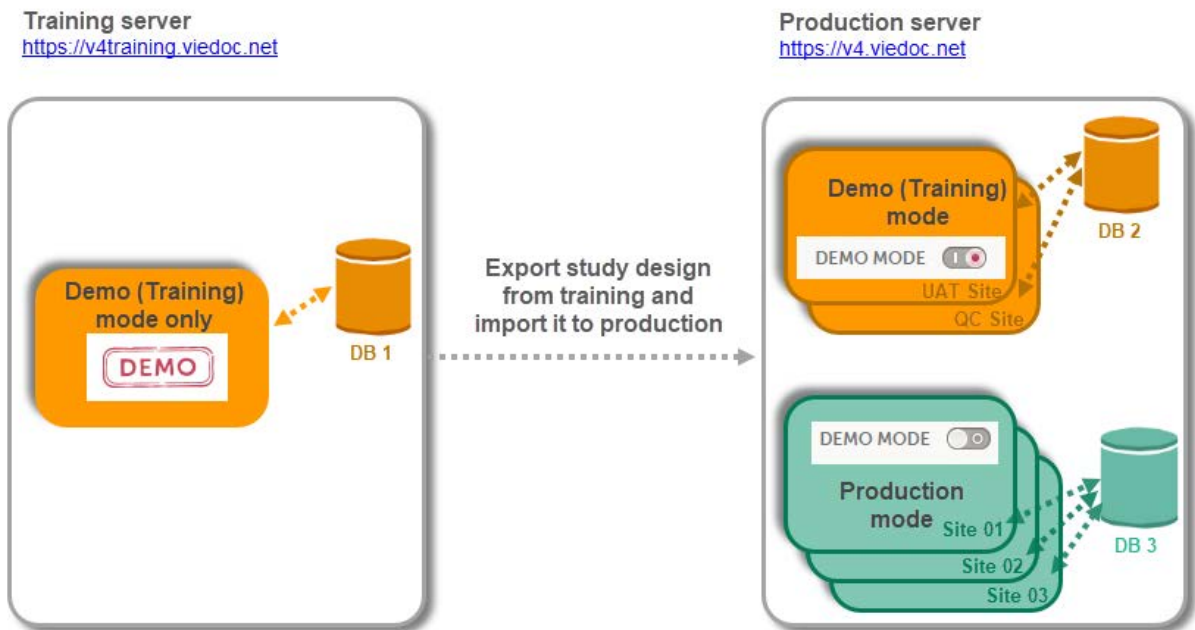 Training server
https://v4training.viedoc.net
Demo (Training)
mode only
DEMO
DB 1
Export study design
from training and
import it to production
Production server
https://v4.viedoc.net
Demo (Training)
mode
DEMO MODE
UAT Site
QC Site
DB 2
DEMO MODE
Production
mode
Site 01
Site 02
Site 03
DB 3